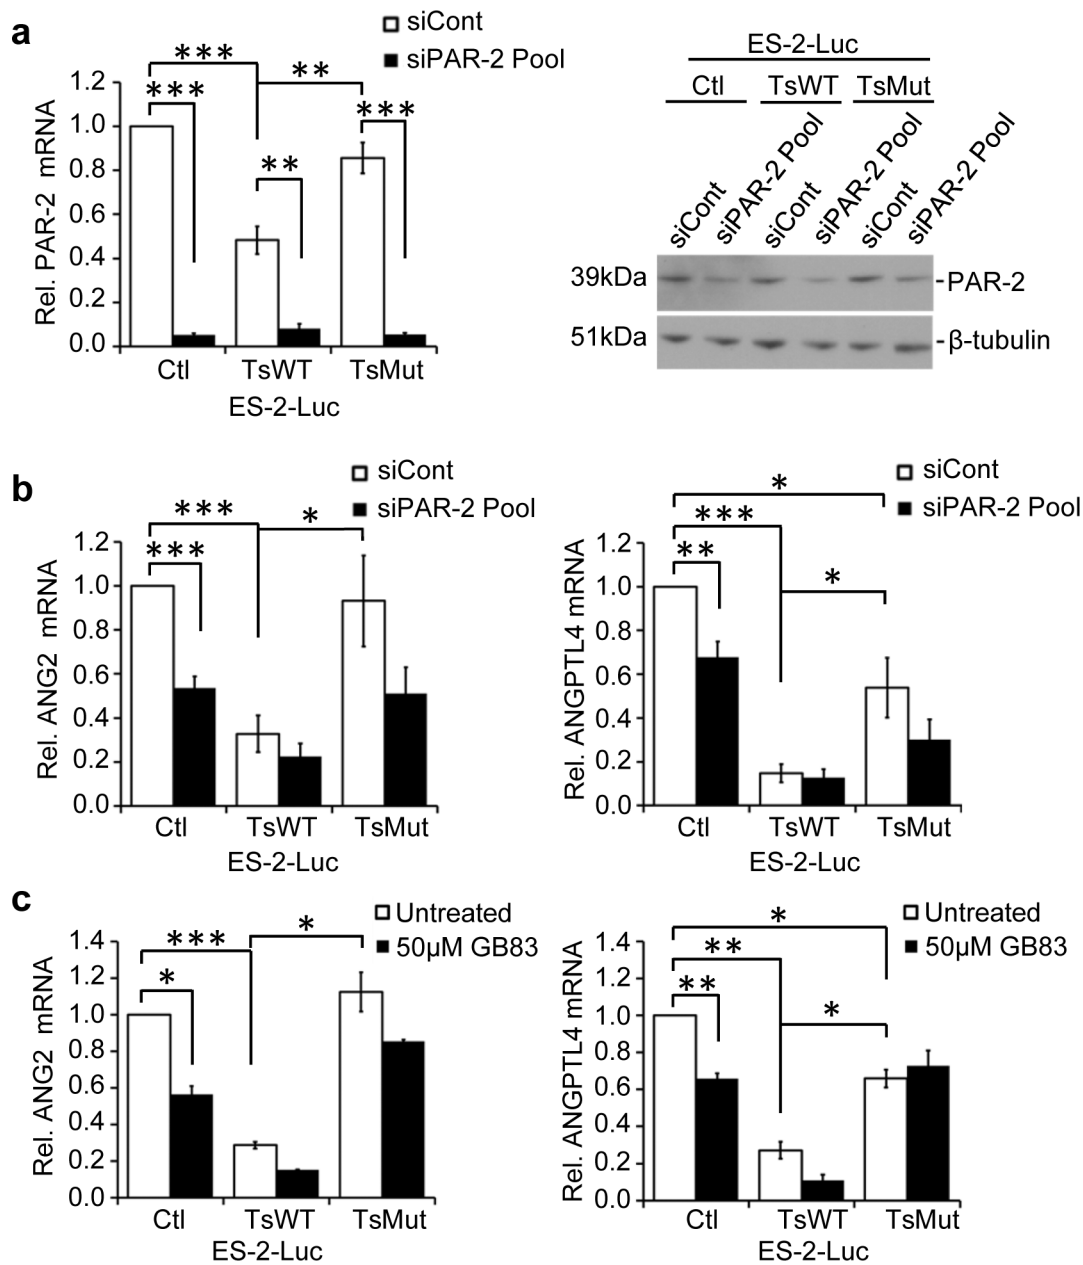 a
siCont
siPAR-2 Pool
***
**
***
***
**
Rel. PAR-2 mRNA
1.2
1.0
0.8
0.6
0.4
0.2
0.0
Ctl TsWT TsMut
ES-2-Luc
ES-2-Luc
Ctl TsWT TsMut
siCont siPAR-2 Pool siCont siPAR-2 Pool siCont siPAR-2 Pool
39kDa -PAR-2
51kDa -β-tubulin
b
siCont
siPAR-2 Pool
***
*
***
Rel. ANG2 mRNA
1.2
1.0
0.8
0.6
0.4
0.2
0.0
Ctl TsWT TsMut
ES-2-Luc
siCont
siPAR-2 Pool
*
***
**
*
Rel. ANGPTL4 mRNA
1.2
1.0
0.8
0.6
0.4
0.2
0.0
Ctl TsWT TsMut
ES-2-Luc
c
Untreated
50µM GB83
***
*
*
Rel. ANG2 mRNA
1.4
1.2
1.0
0.8
0.6
0.4
0.2
0.0
Ctl TsWT TsMut
ES-2-Luc
Untreated
50µM GB83
*
**
**
*
Rel. ANGPTL4 mRNA
1.4
1.2
1.0
0.8
0.6
0.4
0.2
0.0
Ctl TsWT TsMut
ES-2-Luc